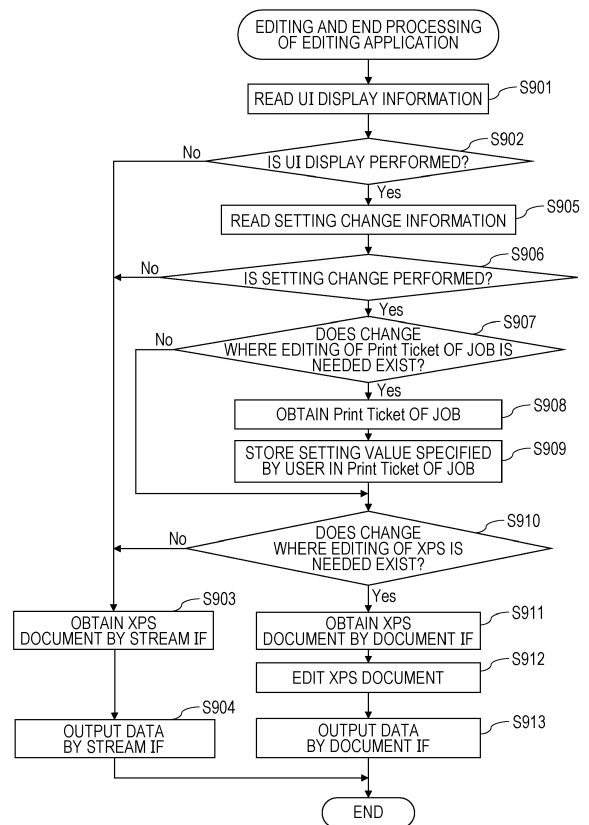 EDITING AND END PROCESSING
OF EDITING APPLICATION
S901
READ UI DISPLAY INFORMATION
S902
No
IS UI DISPLAY PERFORMED?
Yes
S905
READ SETTING CHANGE INFORMATION
S906
No
IS SETTING CHANGE PERFORMED?
Yes
S907
No
DOES CHANGE
WHERE EDITING OF Print Ticket OF JOB IS
NEEDED EXIST?
Yes
S908
OBTAIN Print Ticket OF JOB
S909
STORE SETTING VALUE SPECIFIED
BY USER IN Print Ticket OF JOB
S910
No
DOES CHANGE
WHERE EDITING OF XPS IS
NEEDED EXIST?
Yes
S903
OBTAIN XPS
DOCUMENT BY STREAM IF
S911
OBTAIN XPS
DOCUMENT BY DOCUMENT IF
S912
EDIT XPS DOCUMENT
S904
OUTPUT DATA
BY STREAM IF
S913
OUTPUT DATA
BY DOCUMENT IF
END